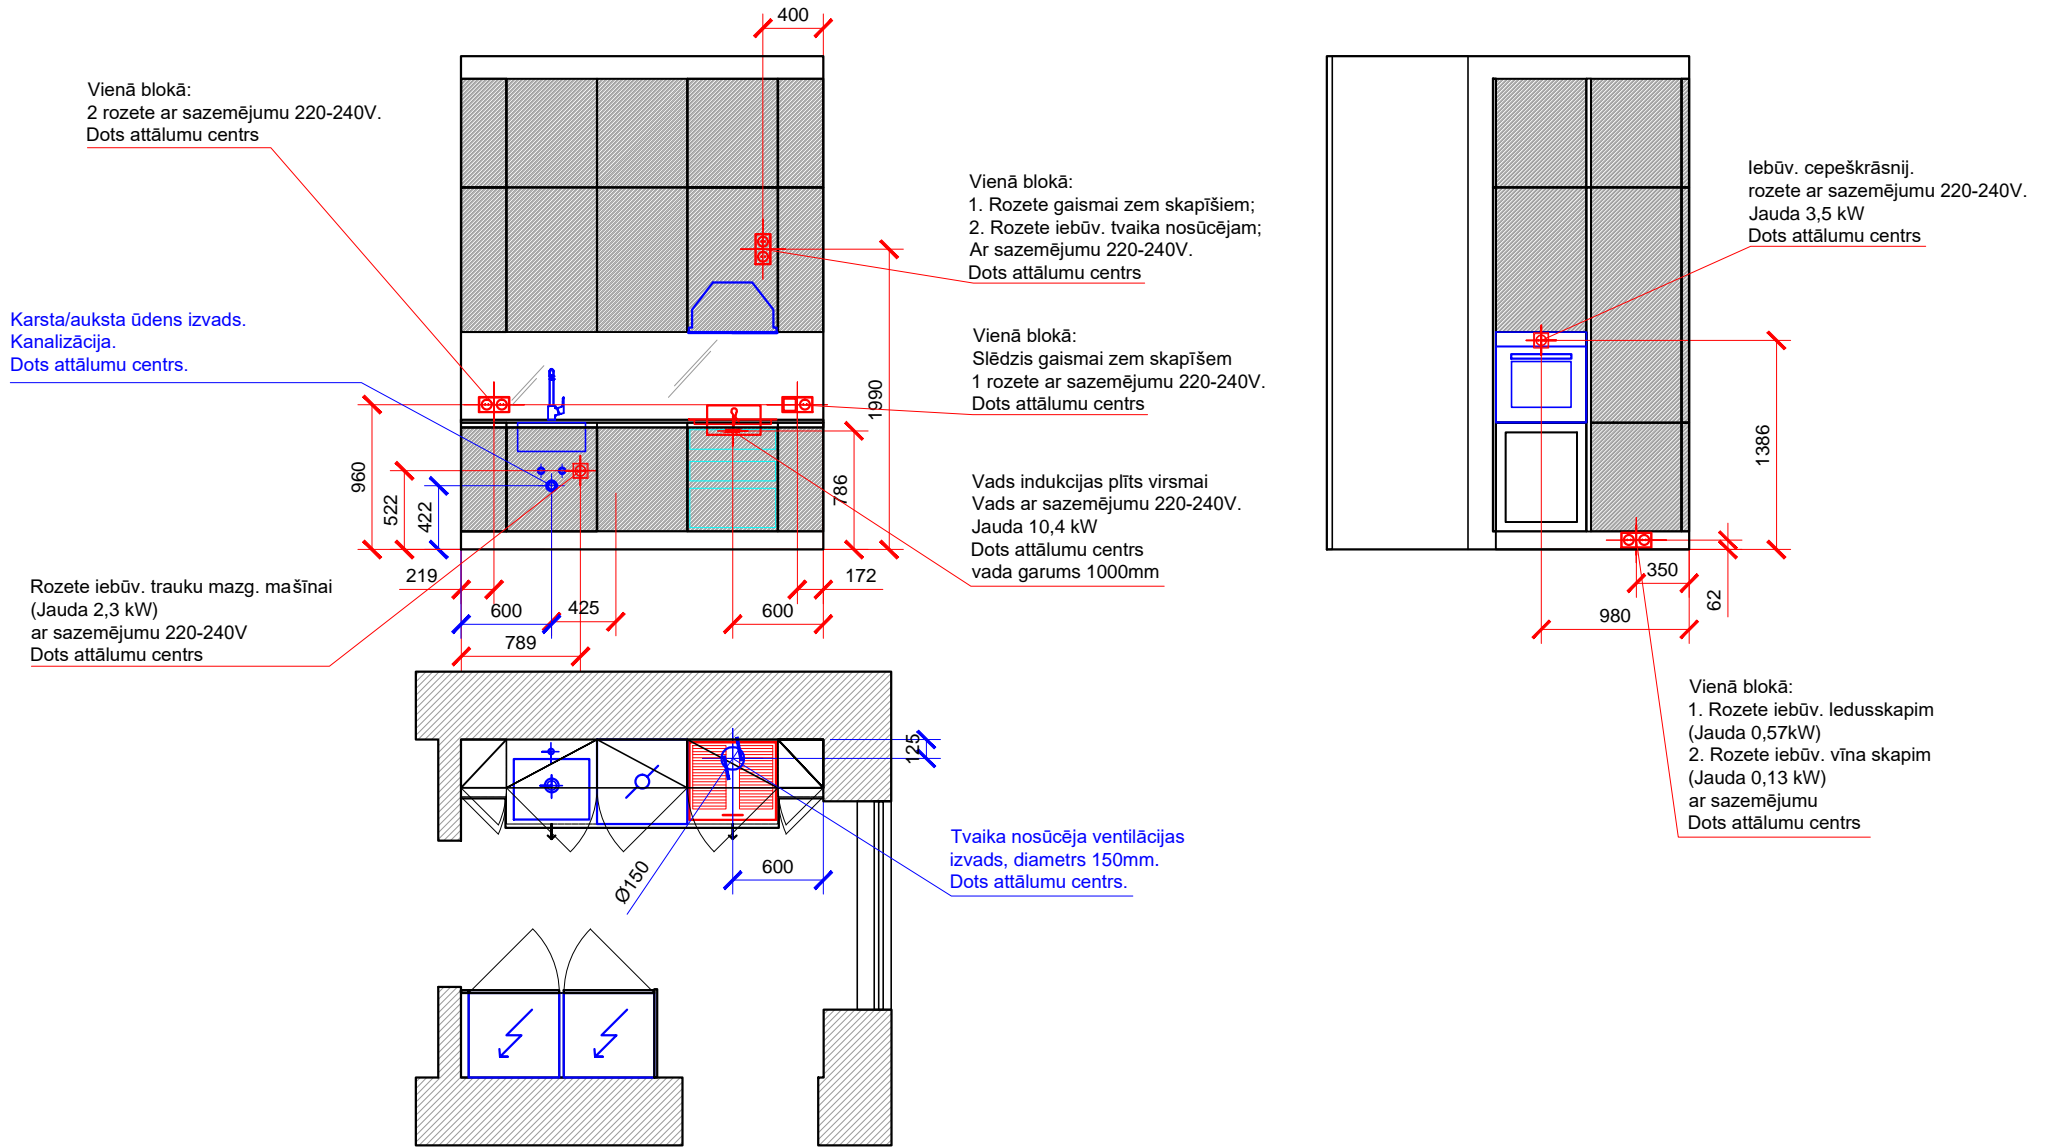 400
Vienā blokā:
2 rozete ar sazemējumu 220-240V.
Dots attālumu centrs
Vienā blokā:
1. Rozete gaismai zem skapīšiem;
2. Rozete iebūv. tvaika nosūcējam;
Ar sazemējumu 220-240V.
Dots attālumu centrs
Iebūv. cepeškrāsnij.
rozete ar sazemējumu 220-240V.
Jauda 3,5 kW
Dots attālumu centrs
Karsta/auksta ūdens izvads.
Kanalizācija.
Dots attālumu centrs.
Vienā blokā:
Slēdzis gaismai zem skapīšem
1 rozete ar sazemējumu 220-240V.
Dots attālumu centrs
1990
960
522
422
786
1386
Vads indukcijas plīts virsmai
Vads ar sazemējumu 220-240V.
Jauda 10,4 kW
Dots attālumu centrs
vada garums 1000mm
219
172
600
425
600
789
350
62
980
Rozete iebūv. trauku mazg. mašīnai
(Jauda 2,3 kW)
ar sazemējumu 220-240V
Dots attālumu centrs
Vienā blokā:
1. Rozete iebūv. ledusskapim
(Jauda 0,57kW)
2. Rozete iebūv. vīna skapim
(Jauda 0,13 kW)
ar sazemējumu
Dots attālumu centrs
125
Tvaika nosūcēja ventilācijas
izvads, diametrs 150mm.
Dots attālumu centrs.
Ø150
600